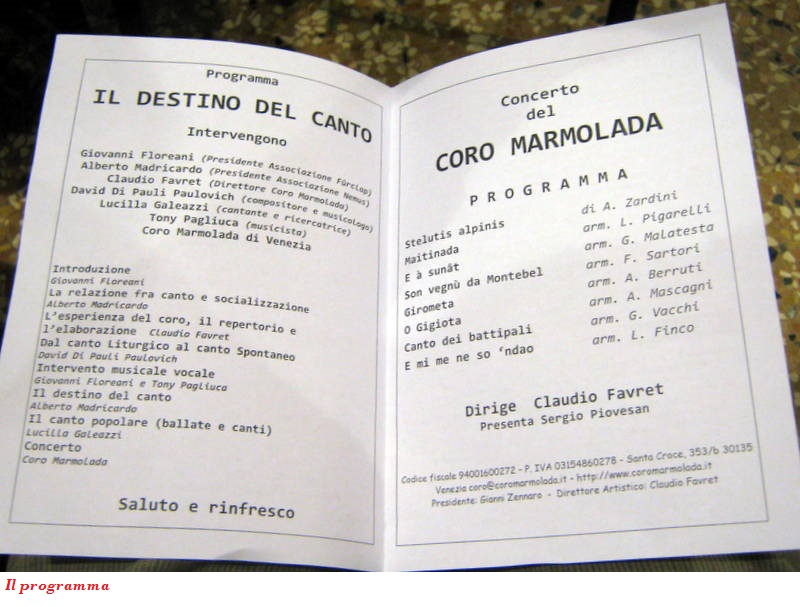 Programma
IL DESTINO DEL CANTO
Intervengono
Giovanni Floreani (Presidente Associazione Fûrclap)
Alberto Madricardo (Presidente Associazione Nemus)
Claudio Favret (Direttore Coro Marmolada)
David Di Pauli Paulovich (compositore e musicologo)
Lucilla Galeazzi (cantante e ricercatrice)
Tony Pagliuca (musicista)
Coro Marmolada di Venezia
Introduzione
Giovanni Floreani
La relazione fra canto e socializzazione
Alberto Madricardo
L'esperienza del coro, il repertorio e
l'elaborazione Claudio Favret
Dal canto Liturgico al canto Spontaneo
David Di Pauli Paulovich
Intervento musicale vocale
Giovanni Floreani e Tony Pagliuca
Il destino del canto
Alberto Madricardo
Il canto popolare (ballate e canti)
Lucilla Galeazzi
Concerto
Coro Marmolada
Saluto e rinfresco
Concerto
del
CORO MARMOLADA
PROGRAMMA
Stelutis alpinis di A. Zardini
Maitinada arm. L. Pigarelli
E à sunât arm. G. Malatesta
Son vegnù da Montebel arm. F. Sartori
Girometa arm. A. Berruti
O Gigiota arm. A. Mascagni
Canto dei battipali arm. G. Vacchi
E mi me ne so 'ndao arm. L. Finco
Dirige Claudio Favret
Presenta Sergio Piovesan
Codice fiscale 94001600272 - P. IVA 03154860278 - Santa Croce, 353/b 30135
Venezia coro@coromarmolada.it - http://www.coromarmolada.it
Presidente: Gianni Zennaro - Direttore Artistico: Claudio Favret
Il programma